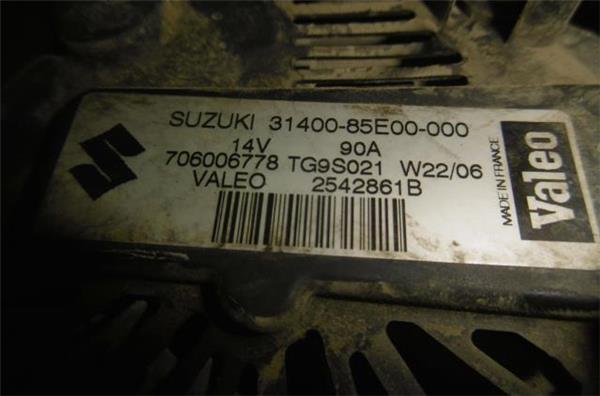 SUZUKI 31400-85E00-000
14V 90A
706006778 TG9S021 W22/06
VALEO 2542861B
MADE IN FRANCE
Valeo